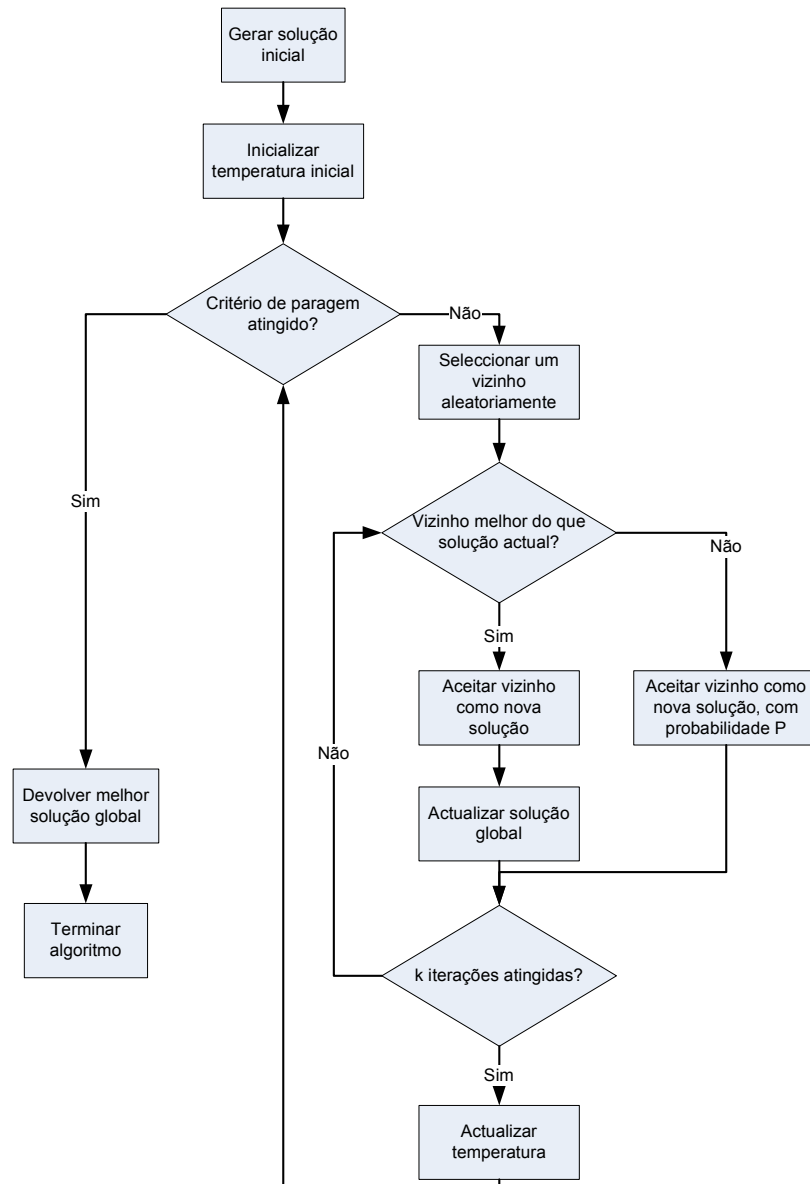 Gerar solução
inicial
Inicializar
temperatura inicial
Critério de paragem
atingido?
Não
Seleccionar um
vizinho
aleatoriamente
Sim
Vizinho melhor do que
solução actual?
Não
Sim
Aceitar vizinho
como nova
solução
Aceitar vizinho como
nova solução, com
probabilidade P
Não
Devolver melhor
solução global
Actualizar solução
global
Terminar
algoritmo
k iterações atingidas?
Sim
Actualizar
temperatura